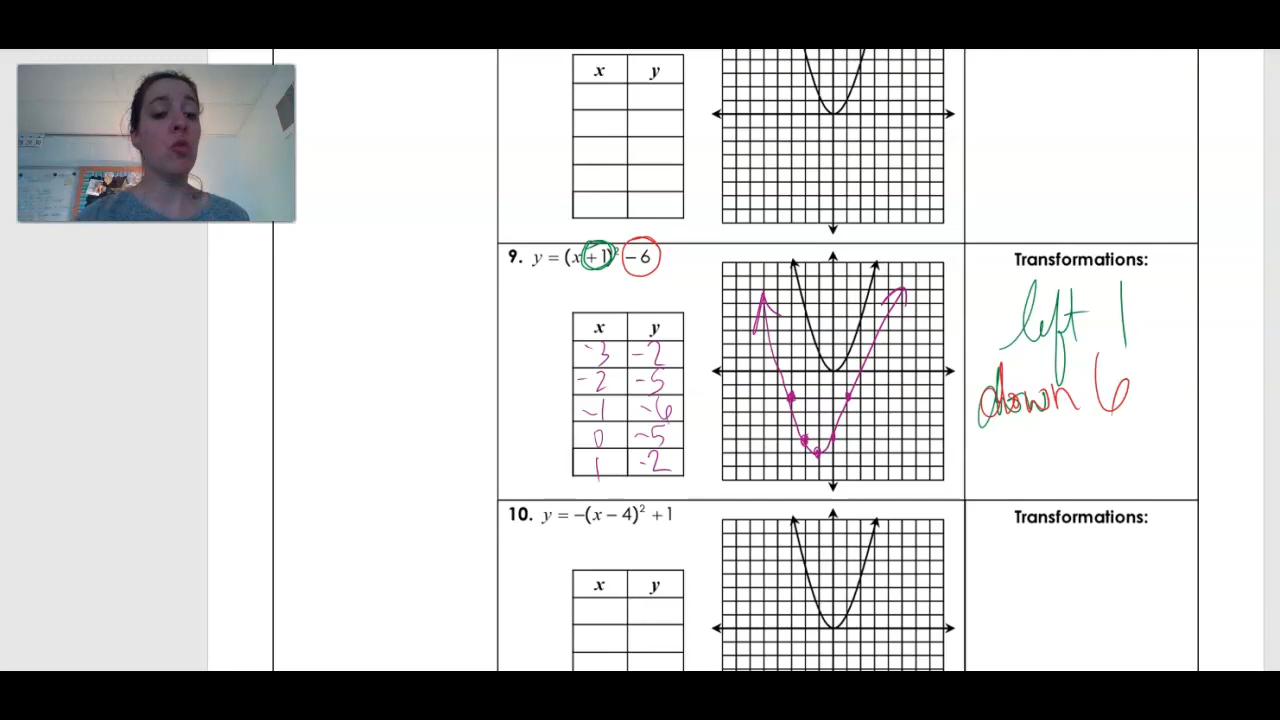 x y
9. y = (x + 1)² − 6
Transformations:
left 1
down 6
x y
-3 -2
-2 -5
-1 -6
0 -5
1 -2
10. y = −(x − 4)² + 1
Transformations:
x y